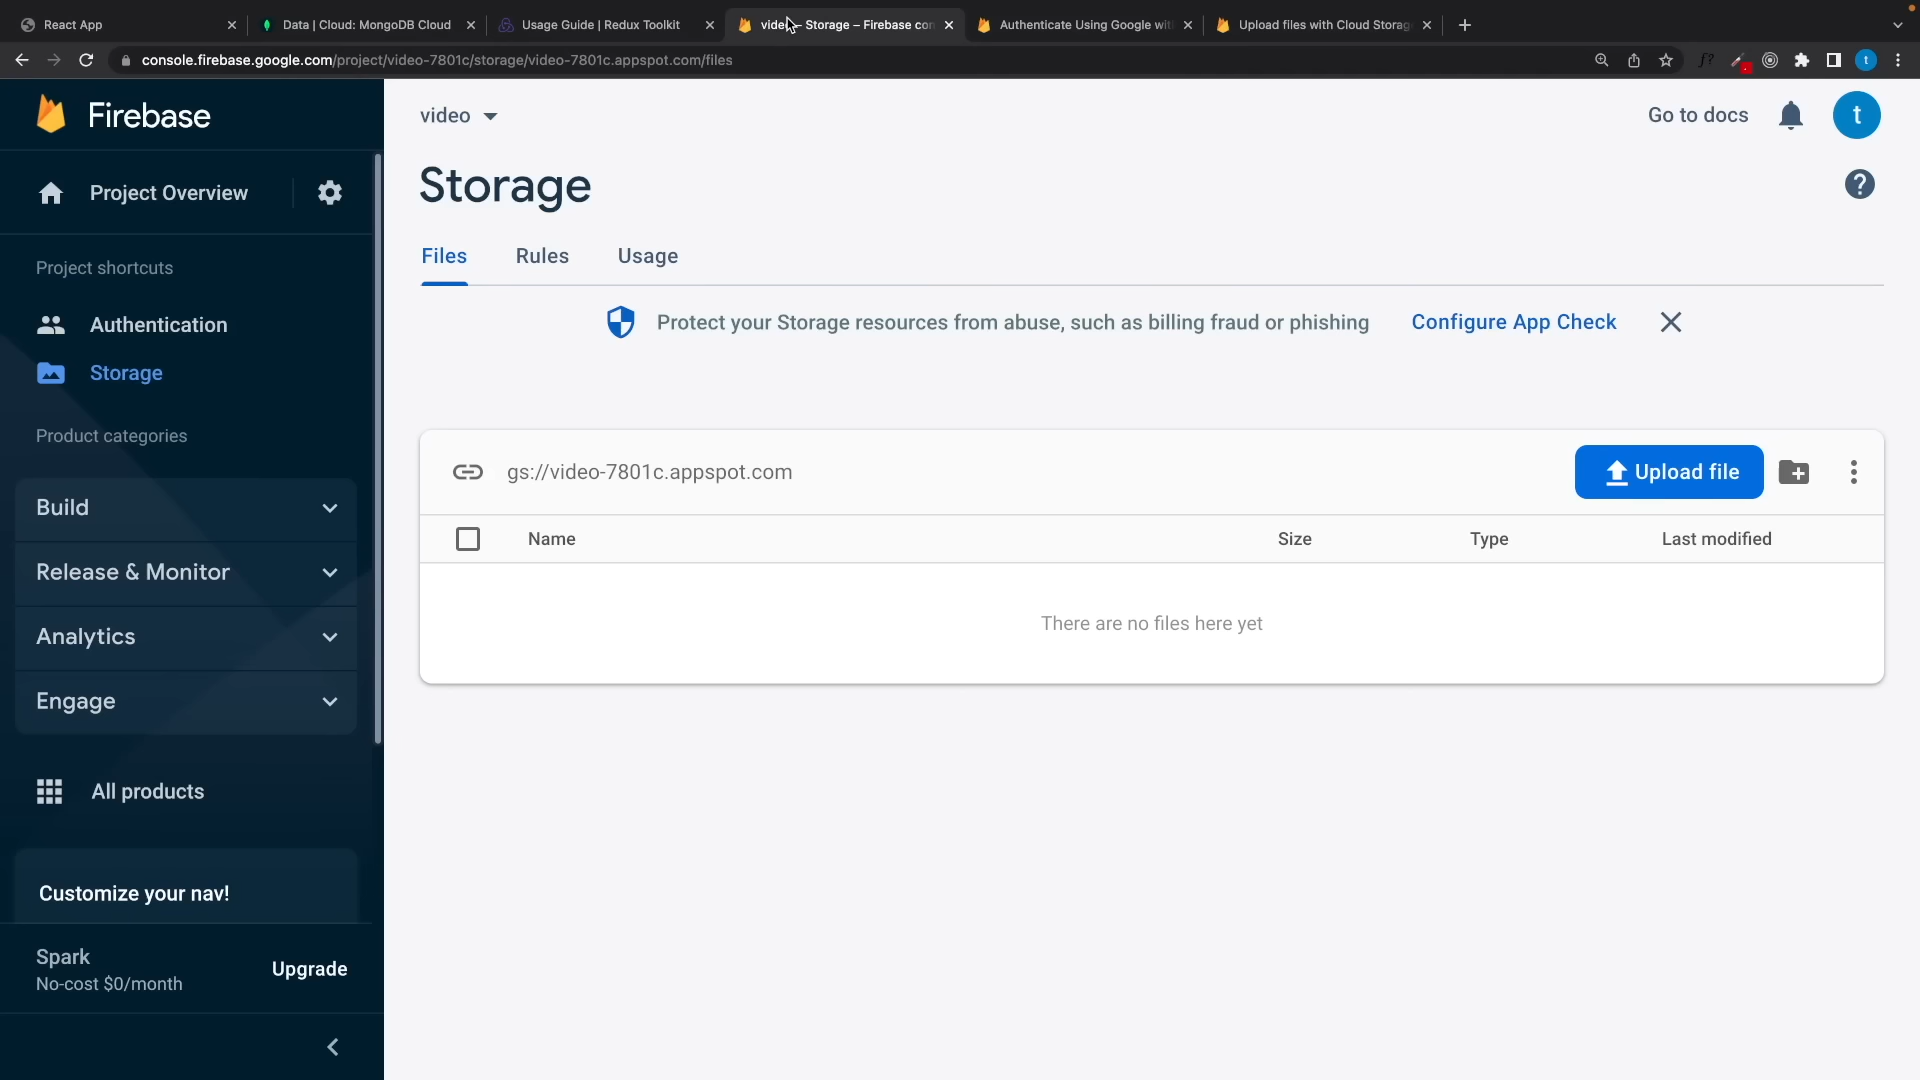 React App
Data | Cloud: MongoDB Cloud
Usage Guide | Redux Toolkit
video – Storage – Firebase con
Authenticate Using Google wit
Upload files with Cloud Storag
console.firebase.google.com/project/video-7801c/storage/video-7801c.appspot.com/files
f?
t
Firebase
video
Go to docs
t
Project Overview
Storage
Files
Rules
Usage
Project shortcuts
Protect your Storage resources from abuse, such as billing fraud or phishing
Configure App Check
Authentication
Storage
Product categories
gs://video-7801c.appspot.com
Upload file
Build
Name
Size
Type
Last modified
Release & Monitor
There are no files here yet
Analytics
Engage
All products
Customize your nav!
Spark
No-cost $0/month
Upgrade